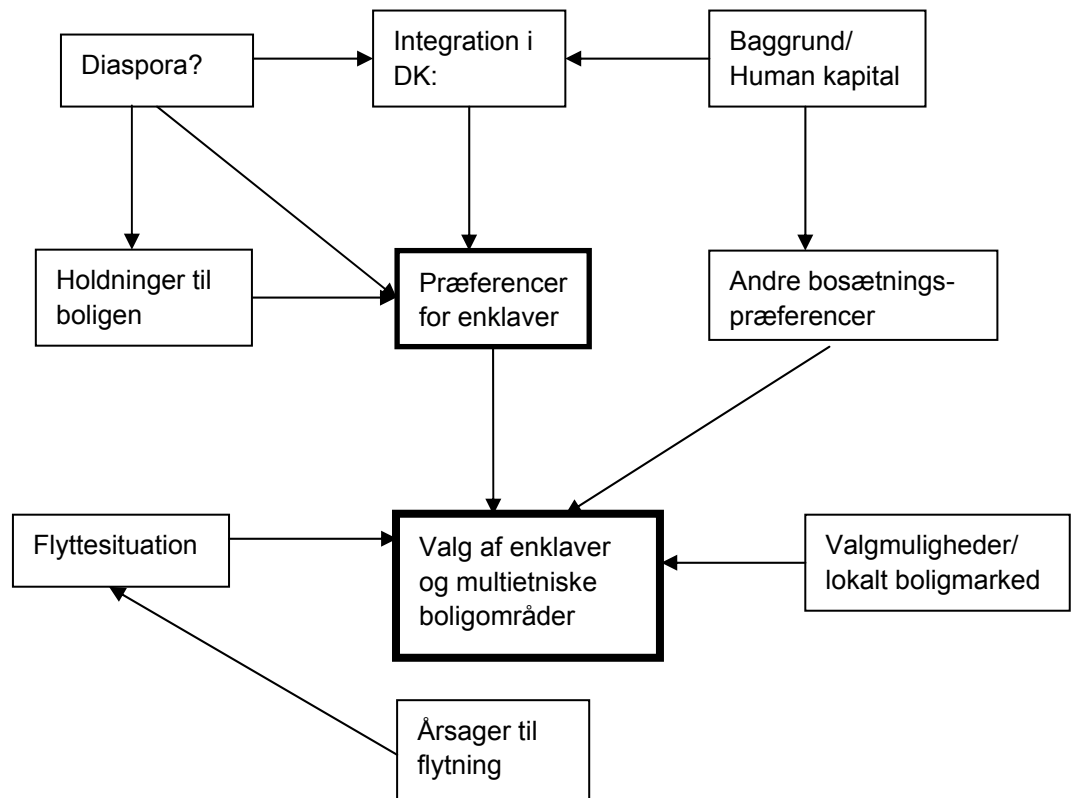 Diaspora?
Integration i
DK:
Baggrund/
Human kapital
Holdninger til
boligen
Præferencer
for enklaver
Andre bosætnings-
præferencer
Flyttesituation
Valg af enklaver
og multietniske
boligområder
Valgmuligheder/
lokalt boligmarked
Årsager til
flytning